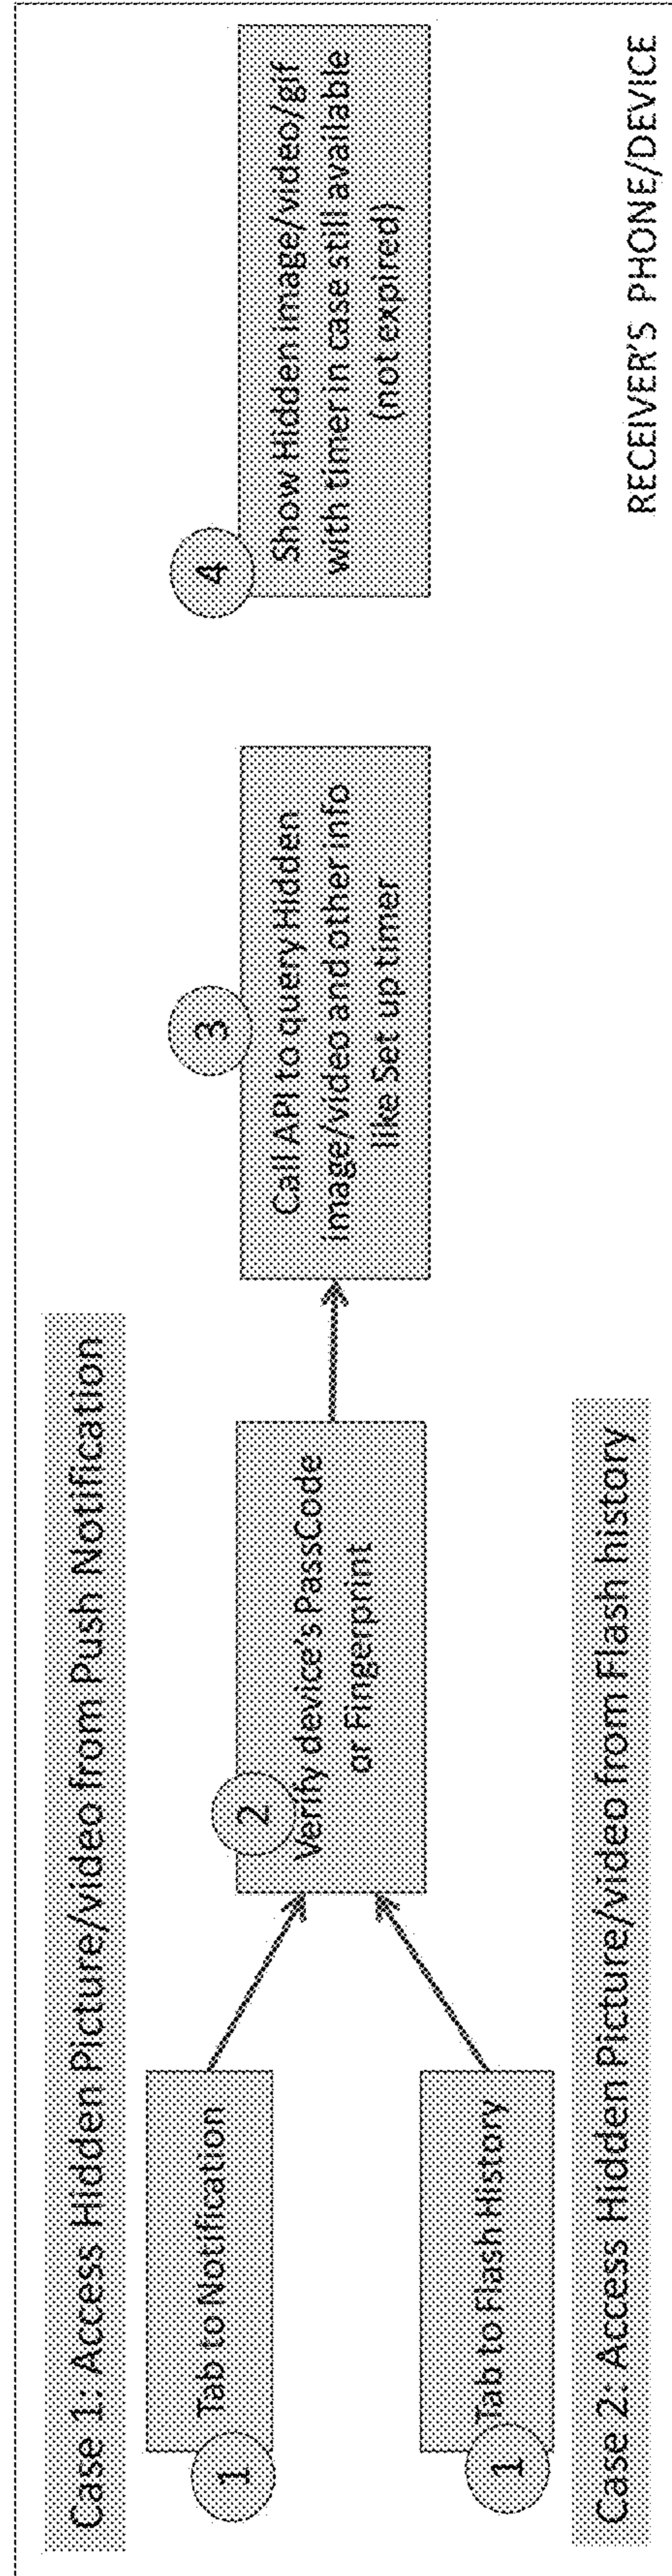 Case 1: Access Hidden Picture/video from Push Notification
1
Tab to Notification
1
Tab to Flash History
2
Verify device's PassCode
or Fingerprint
3
Call API to query Hidden
image/video and other info
like Set up timer
4
Show Hidden image/video/gif
with timer in case still available
(not expired)
Case 2: Access Hidden Picture/video from Flash history
RECEIVER'S PHONE/DEVICE